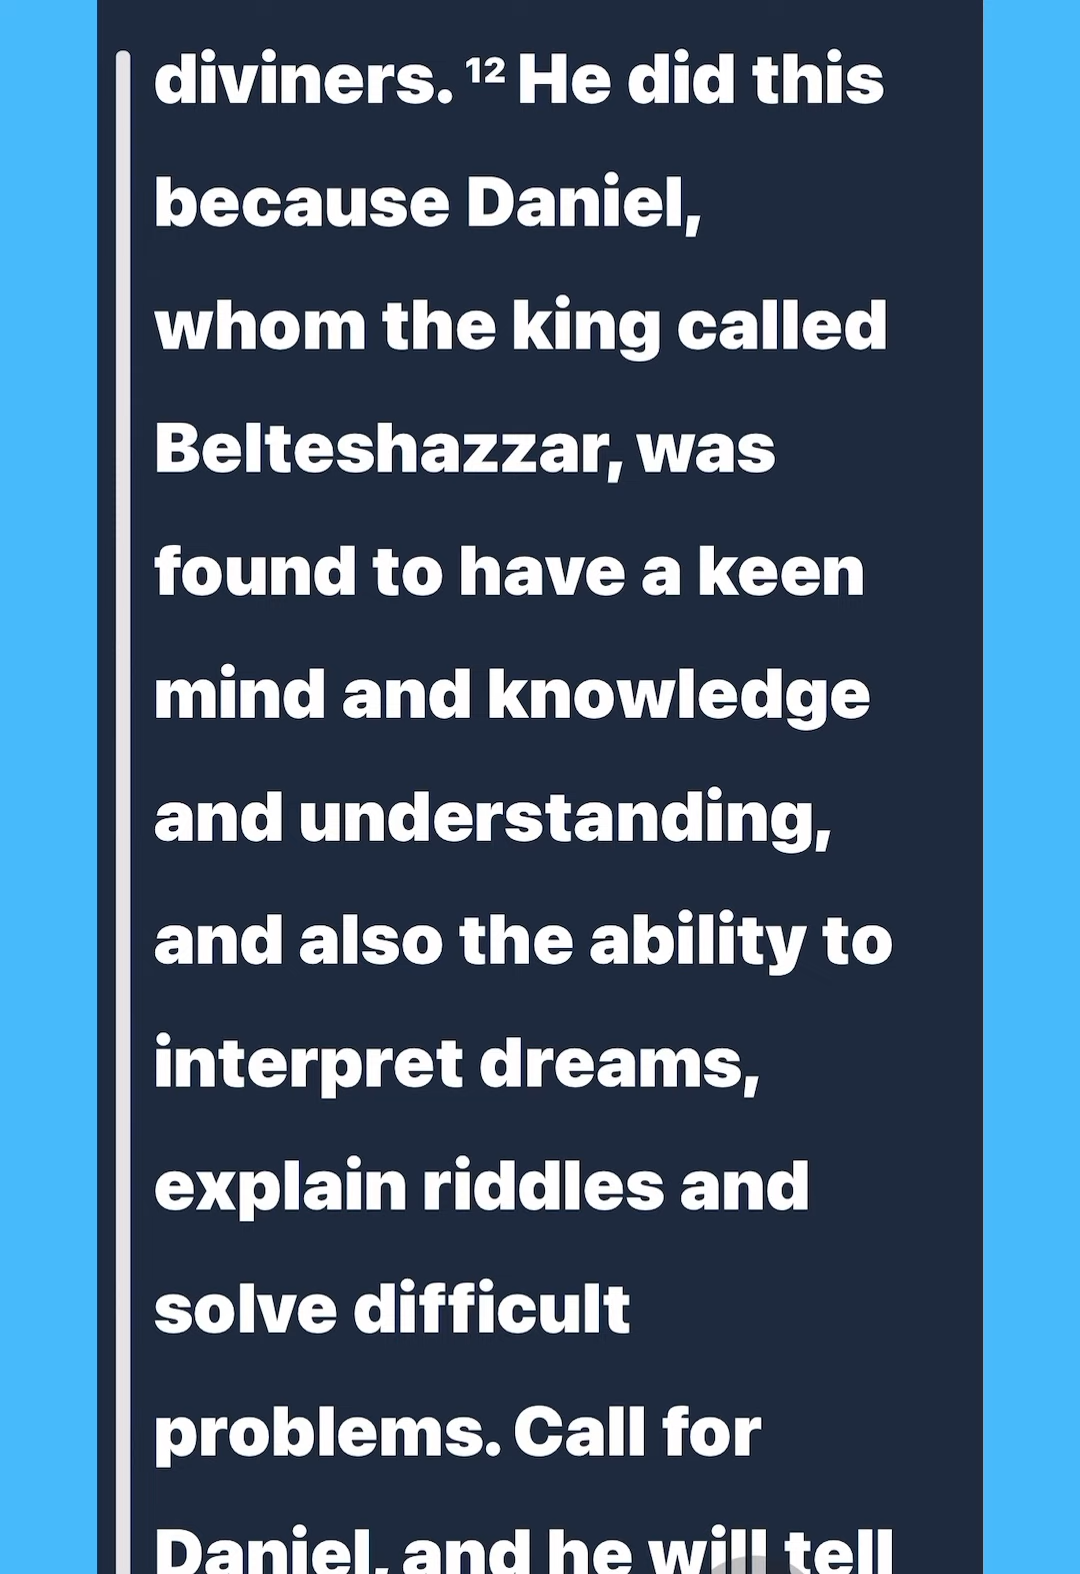 diviners. 12 He did this
because Daniel,
whom the king called
Belteshazzar, was
found to have a keen
mind and knowledge
and understanding,
and also the ability to
interpret dreams,
explain riddles and
solve difficult
problems. Call for
Daniel, and he will tell